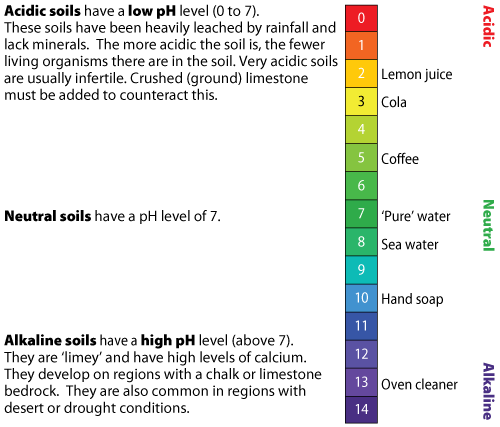 Acidic soils have a low pH level (0 to 7).
These soils have been heavily leached by rainfall and
lack minerals. The more acidic the soil is, the fewer
living organisms there are in the soil. Very acidic soils
are usually infertile. Crushed (ground) limestone
must be added to counteract this.
Neutral soils have a pH level of 7.
Alkaline soils have a high pH level (above 7).
They are ‘limey’ and have high levels of calcium.
They develop on regions with a chalk or limestone
bedrock. They are also common in regions with
desert or drought conditions.
0
1
2 Lemon juice
3 Cola
4
5 Coffee
6
7 ‘Pure’ water
8 Sea water
9
10 Hand soap
11
12
13 Oven cleaner
14
Acidic
Neutral
Alkaline